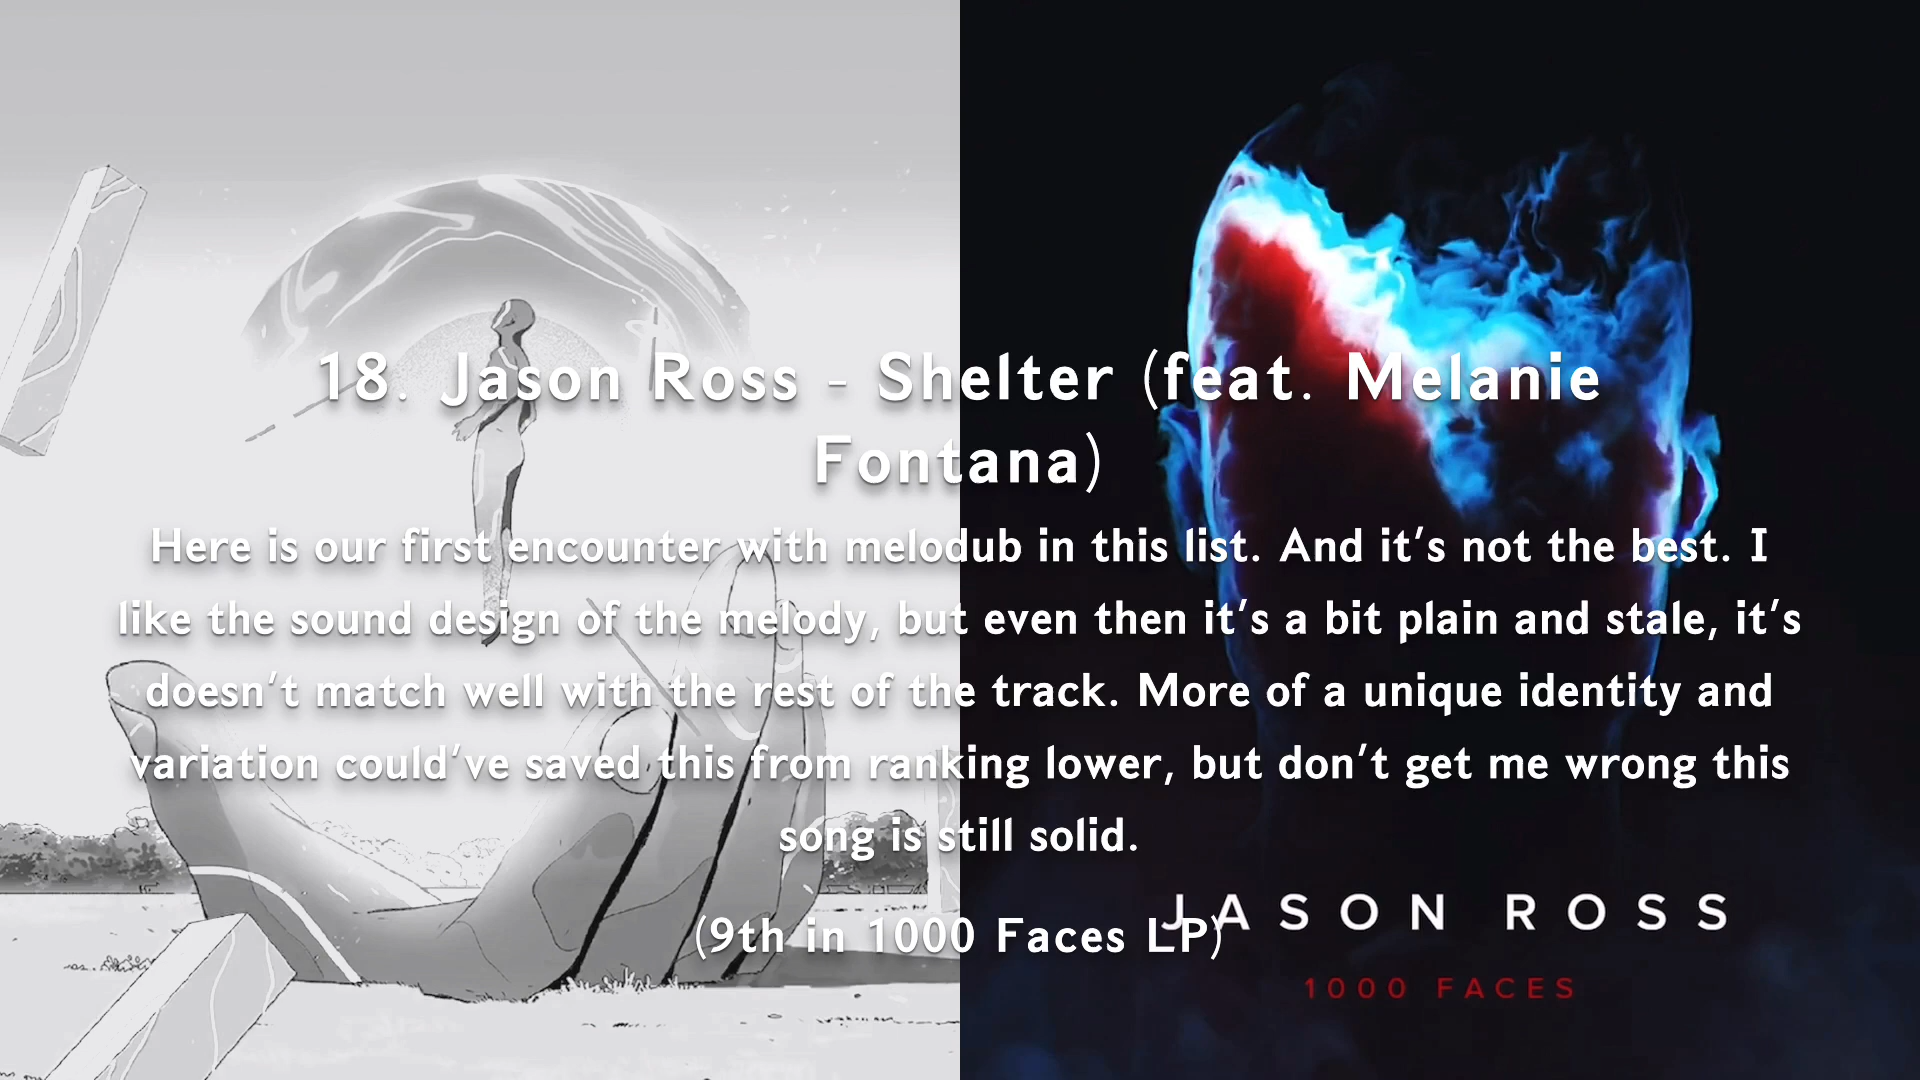 18. Jason Ross - Shelter (feat. Melanie
Fontana)
Here is our first encounter with melodub in this list. And it's not the best. I
like the sound design of the melody, but even then it's a bit plain and stale, it's
doesn't match well with the rest of the track. More of a unique identity and
variation could've saved this from ranking lower, but don't get me wrong this
song is still solid.
(9th in 1000 Faces LP)
JASON ROSS
1000 FACES